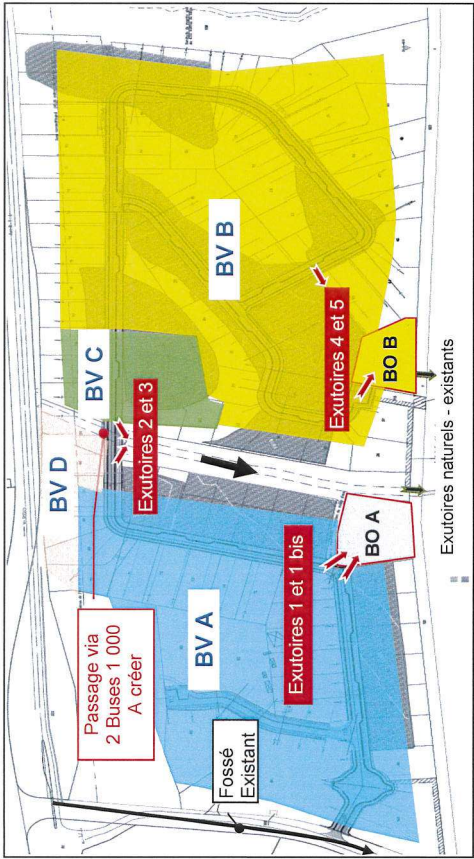 BV D
BV C
BV B
BV A
Passage via
2 Buses 1 000
A créer
Exutoires 2 et 3
Exutoires 4 et 5
Exutoires 1 et 1 bis
Fossé
Existant
BO A
BO B
Exutoires naturels - existants